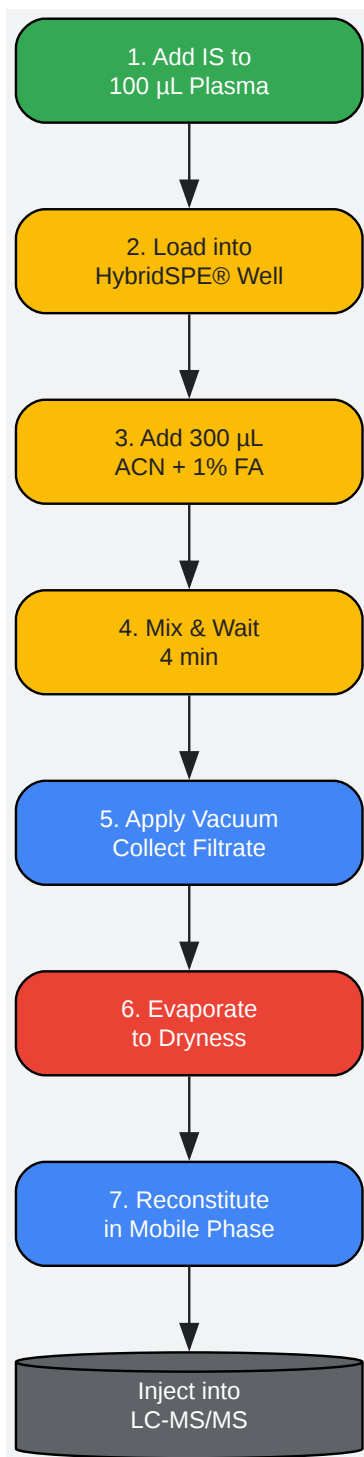 1. Add IS to
100 µL Plasma
2. Load into
HybridSPE® Well
3. Add 300 µL
ACN + 1% FA
4. Mix & Wait
4 min
5. Apply Vacuum
Collect Filtrate
6. Evaporate
to Dryness
7. Reconstitute
in Mobile Phase
Inject into
LC-MS/MS